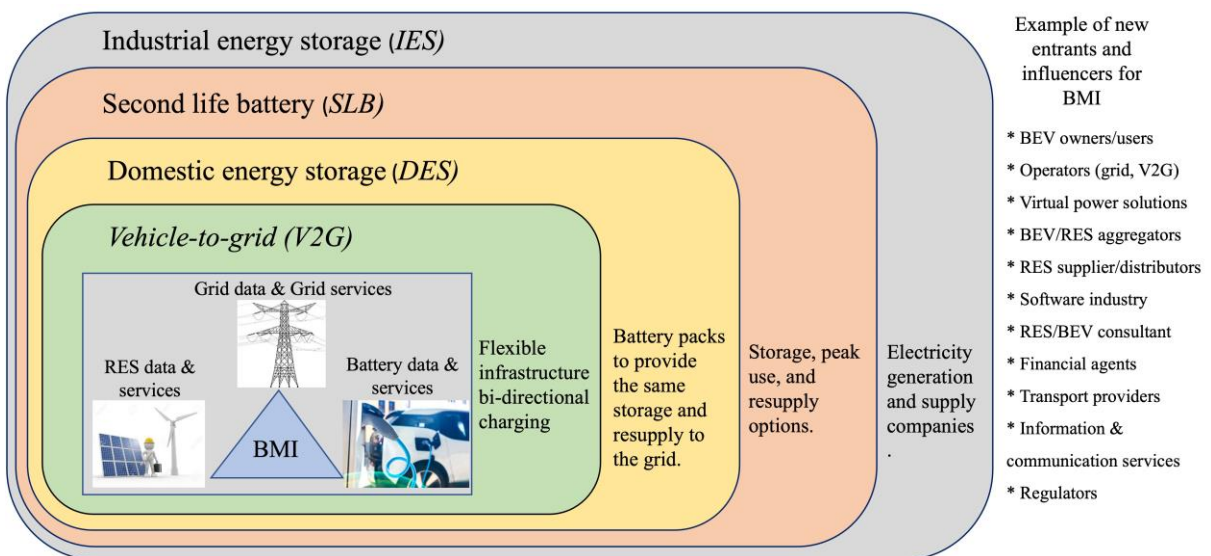 Industrial energy storage (IES)
Second life battery (SLB)
Domestic energy storage (DES)
Vehicle-to-grid (V2G)
Grid data & Grid services
RES data &
services
Battery data &
services
BMI
Flexible
infrastructure
bi-directional
charging
Battery packs
to provide
the same
storage and
resupply to
the grid.
Storage, peak
use, and
resupply
options.
Electricity
generation
and supply
companies
.
Example of new
entrants and
influencers for
BMI
* BEV owners/users
* Operators (grid, V2G)
* Virtual power solutions
* BEV/RES aggregators
* RES supplier/distributors
* Software industry
* RES/BEV consultant
* Financial agents
* Transport providers
* Information &
communication services
* Regulators